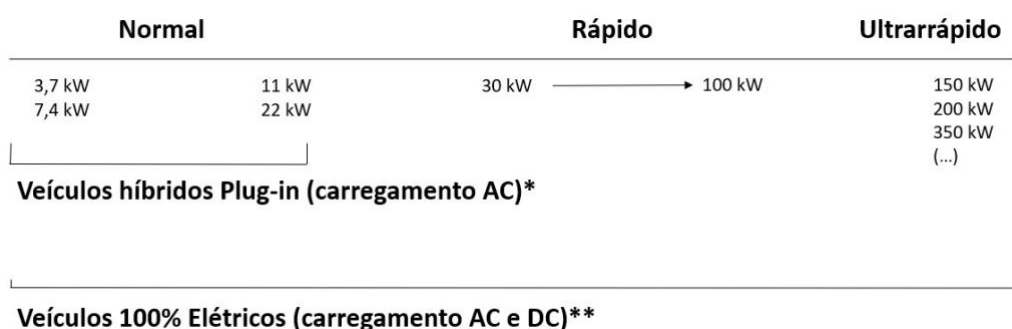 Normal Rápido Ultrarrápido
3,7 kW 11 kW 30 kW 100 kW 150 kW
7,4 kW 22 kW 200 kW
350 kW
(...)
Veículos híbridos Plug-in (carregamento AC)*
Veículos 100% Elétricos (carregamento AC e DC)**